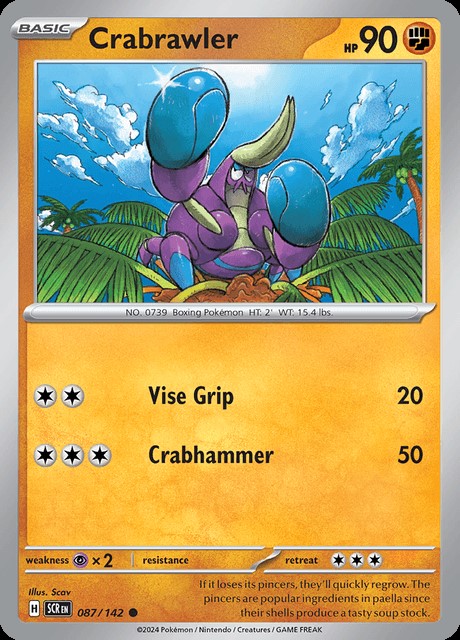 BASIC
Crabrawler
HP 90
NO. 0739 Boxing Pokémon HT: 2' WT: 15.4 lbs.
Vise Grip 20
Crabhammer 50
weakness ×2 resistance retreat
Illus. Scav
If it loses its pincers, they'll quickly regrow. The
pincers are popular ingredients in paella since
their shells produce a tasty soup stock.
H SCR EN 087/142
©2024 Pokémon / Nintendo / Creatures / GAME FREAK